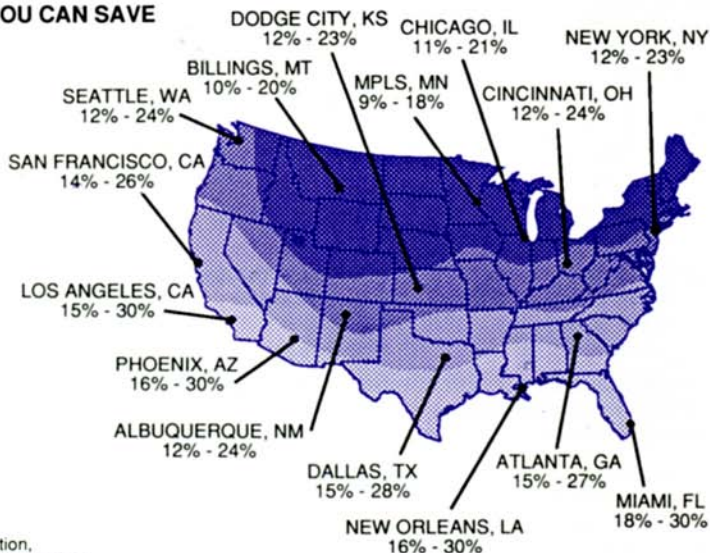 OU CAN SAVE
DODGE CITY, KS
12% - 23%
CHICAGO, IL
11% - 21%
NEW YORK, NY
12% - 23%
BILLINGS, MT
10% - 20%
MPLS, MN
9% - 18%
CINCINNATI, OH
12% - 24%
SEATTLE, WA
12% - 24%
SAN FRANCISCO, CA
14% - 26%
LOS ANGELES, CA
15% - 30%
PHOENIX, AZ
16% - 30%
ALBUQUERQUE, NM
12% - 24%
DALLAS, TX
15% - 28%
NEW ORLEANS, LA
16% - 30%
ATLANTA, GA
15% - 27%
MIAMI, FL
18% - 30%
tion,